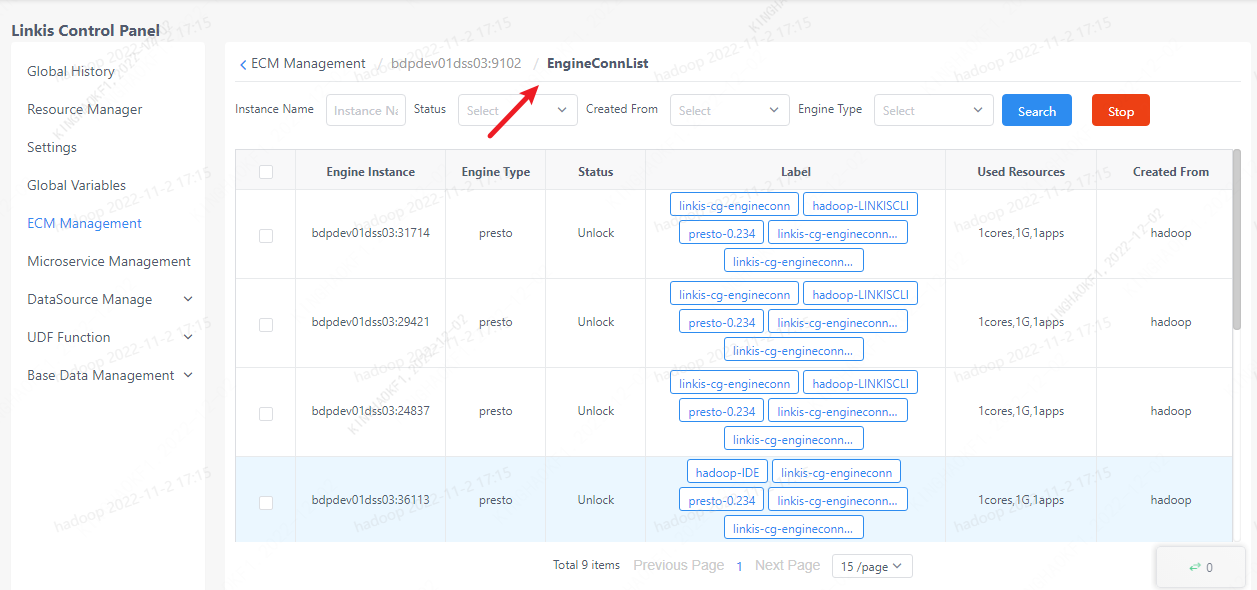 Linkis Control Panel
Global History
Resource Manager
Settings
Global Variables
ECM Management
Microservice Management
DataSource Manage
UDF Function
Base Data Management
ECM Management / bdpdev01dss03:9102 / EngineConnList
Instance Name Instance Na Status Select Created From Select Engine Type Select Search Stop
Engine Instance Engine Type Status Label Used Resources Created From
linkis-cg-engineconn hadoop-LINKISCLI
bdpdev01dss03:31714 presto Unlock presto-0.234 linkis-cg-engineconn... 1cores,1G,1apps hadoop
linkis-cg-engineconn...
linkis-cg-engineconn hadoop-LINKISCLI
bdpdev01dss03:29421 presto Unlock presto-0.234 linkis-cg-engineconn... 1cores,1G,1apps hadoop
linkis-cg-engineconn...
linkis-cg-engineconn hadoop-LINKISCLI
bdpdev01dss03:24837 presto Unlock presto-0.234 linkis-cg-engineconn... 1cores,1G,1apps hadoop
linkis-cg-engineconn...
hadoop-IDE linkis-cg-engineconn
bdpdev01dss03:36113 presto Unlock presto-0.234 linkis-cg-engineconn... 1cores,1G,1apps hadoop
linkis-cg-engineconn...
Total 9 items Previous Page 1 Next Page 15 /page
0
hadoop 2022-11-2 17:15